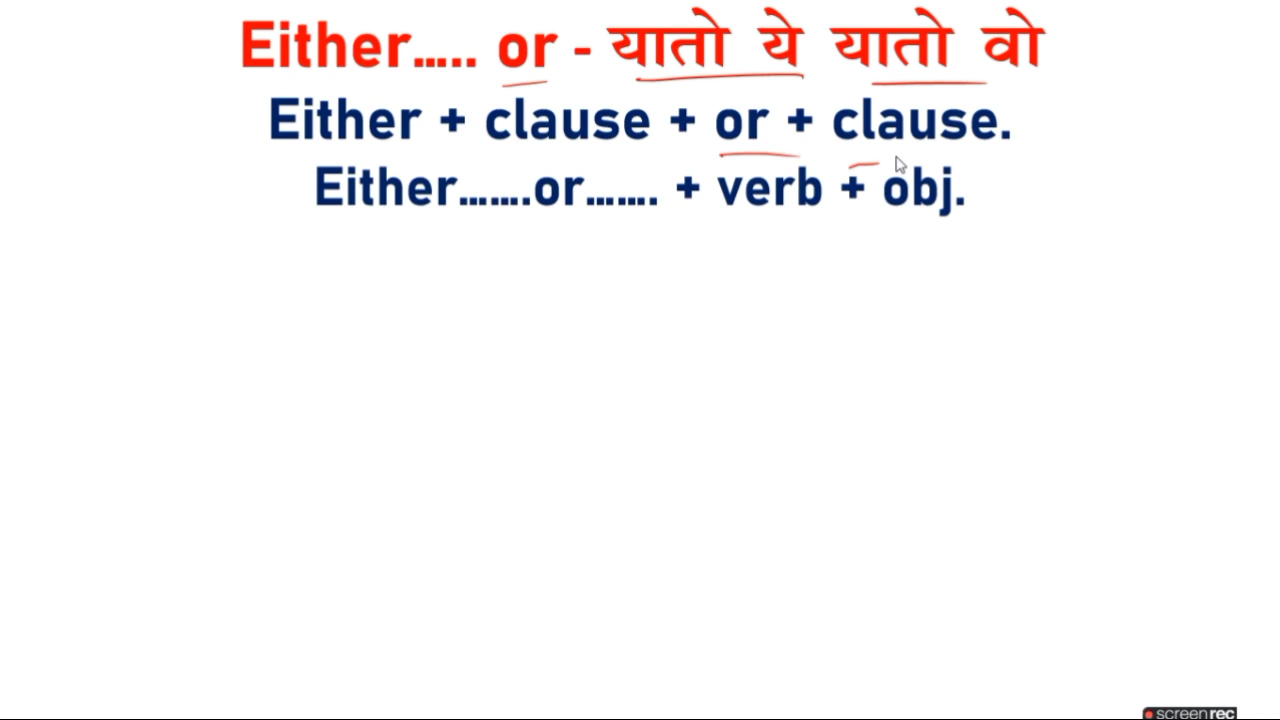 Either..... or - यातो ये यातो वो
Either + clause + or + clause.
Either.......or....... + verb + obj.
screenrec